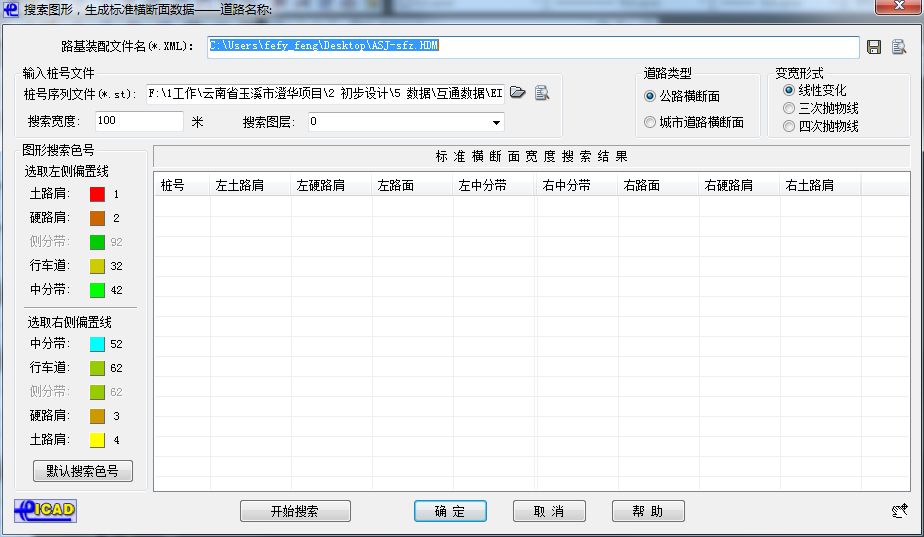 搜索图形，生成标准横断面数据——道路名称:
路基装配文件名(*.XML):
C:\Users\fefy_feng\Desktop\ASJ-sfz.HDM
输入桩号文件
桩号序列文件(*.st): F:\1工作\云南省玉溪市澄华项目\2 初步设计\5 数据\互通数据\EI
搜索宽度: 100 米 搜索图层: 0
道路类型
公路横断面
城市道路横断面
变宽形式
线性变化
三次抛物线
四次抛物线
图形搜索色号
选取左侧偏置线
土路肩: 1
硬路肩: 2
侧分带: 92
行车道: 32
中分带: 42
选取右侧偏置线
中分带: 52
行车道: 62
侧分带: 62
硬路肩: 3
土路肩: 4
默认搜索色号
标准横断面宽度搜索结果
桩号 左土路肩 左硬路肩 左路面 左中分带 右中分带 右路面 右硬路肩 右土路肩
EICAD
开始搜索 确定 取消 帮助